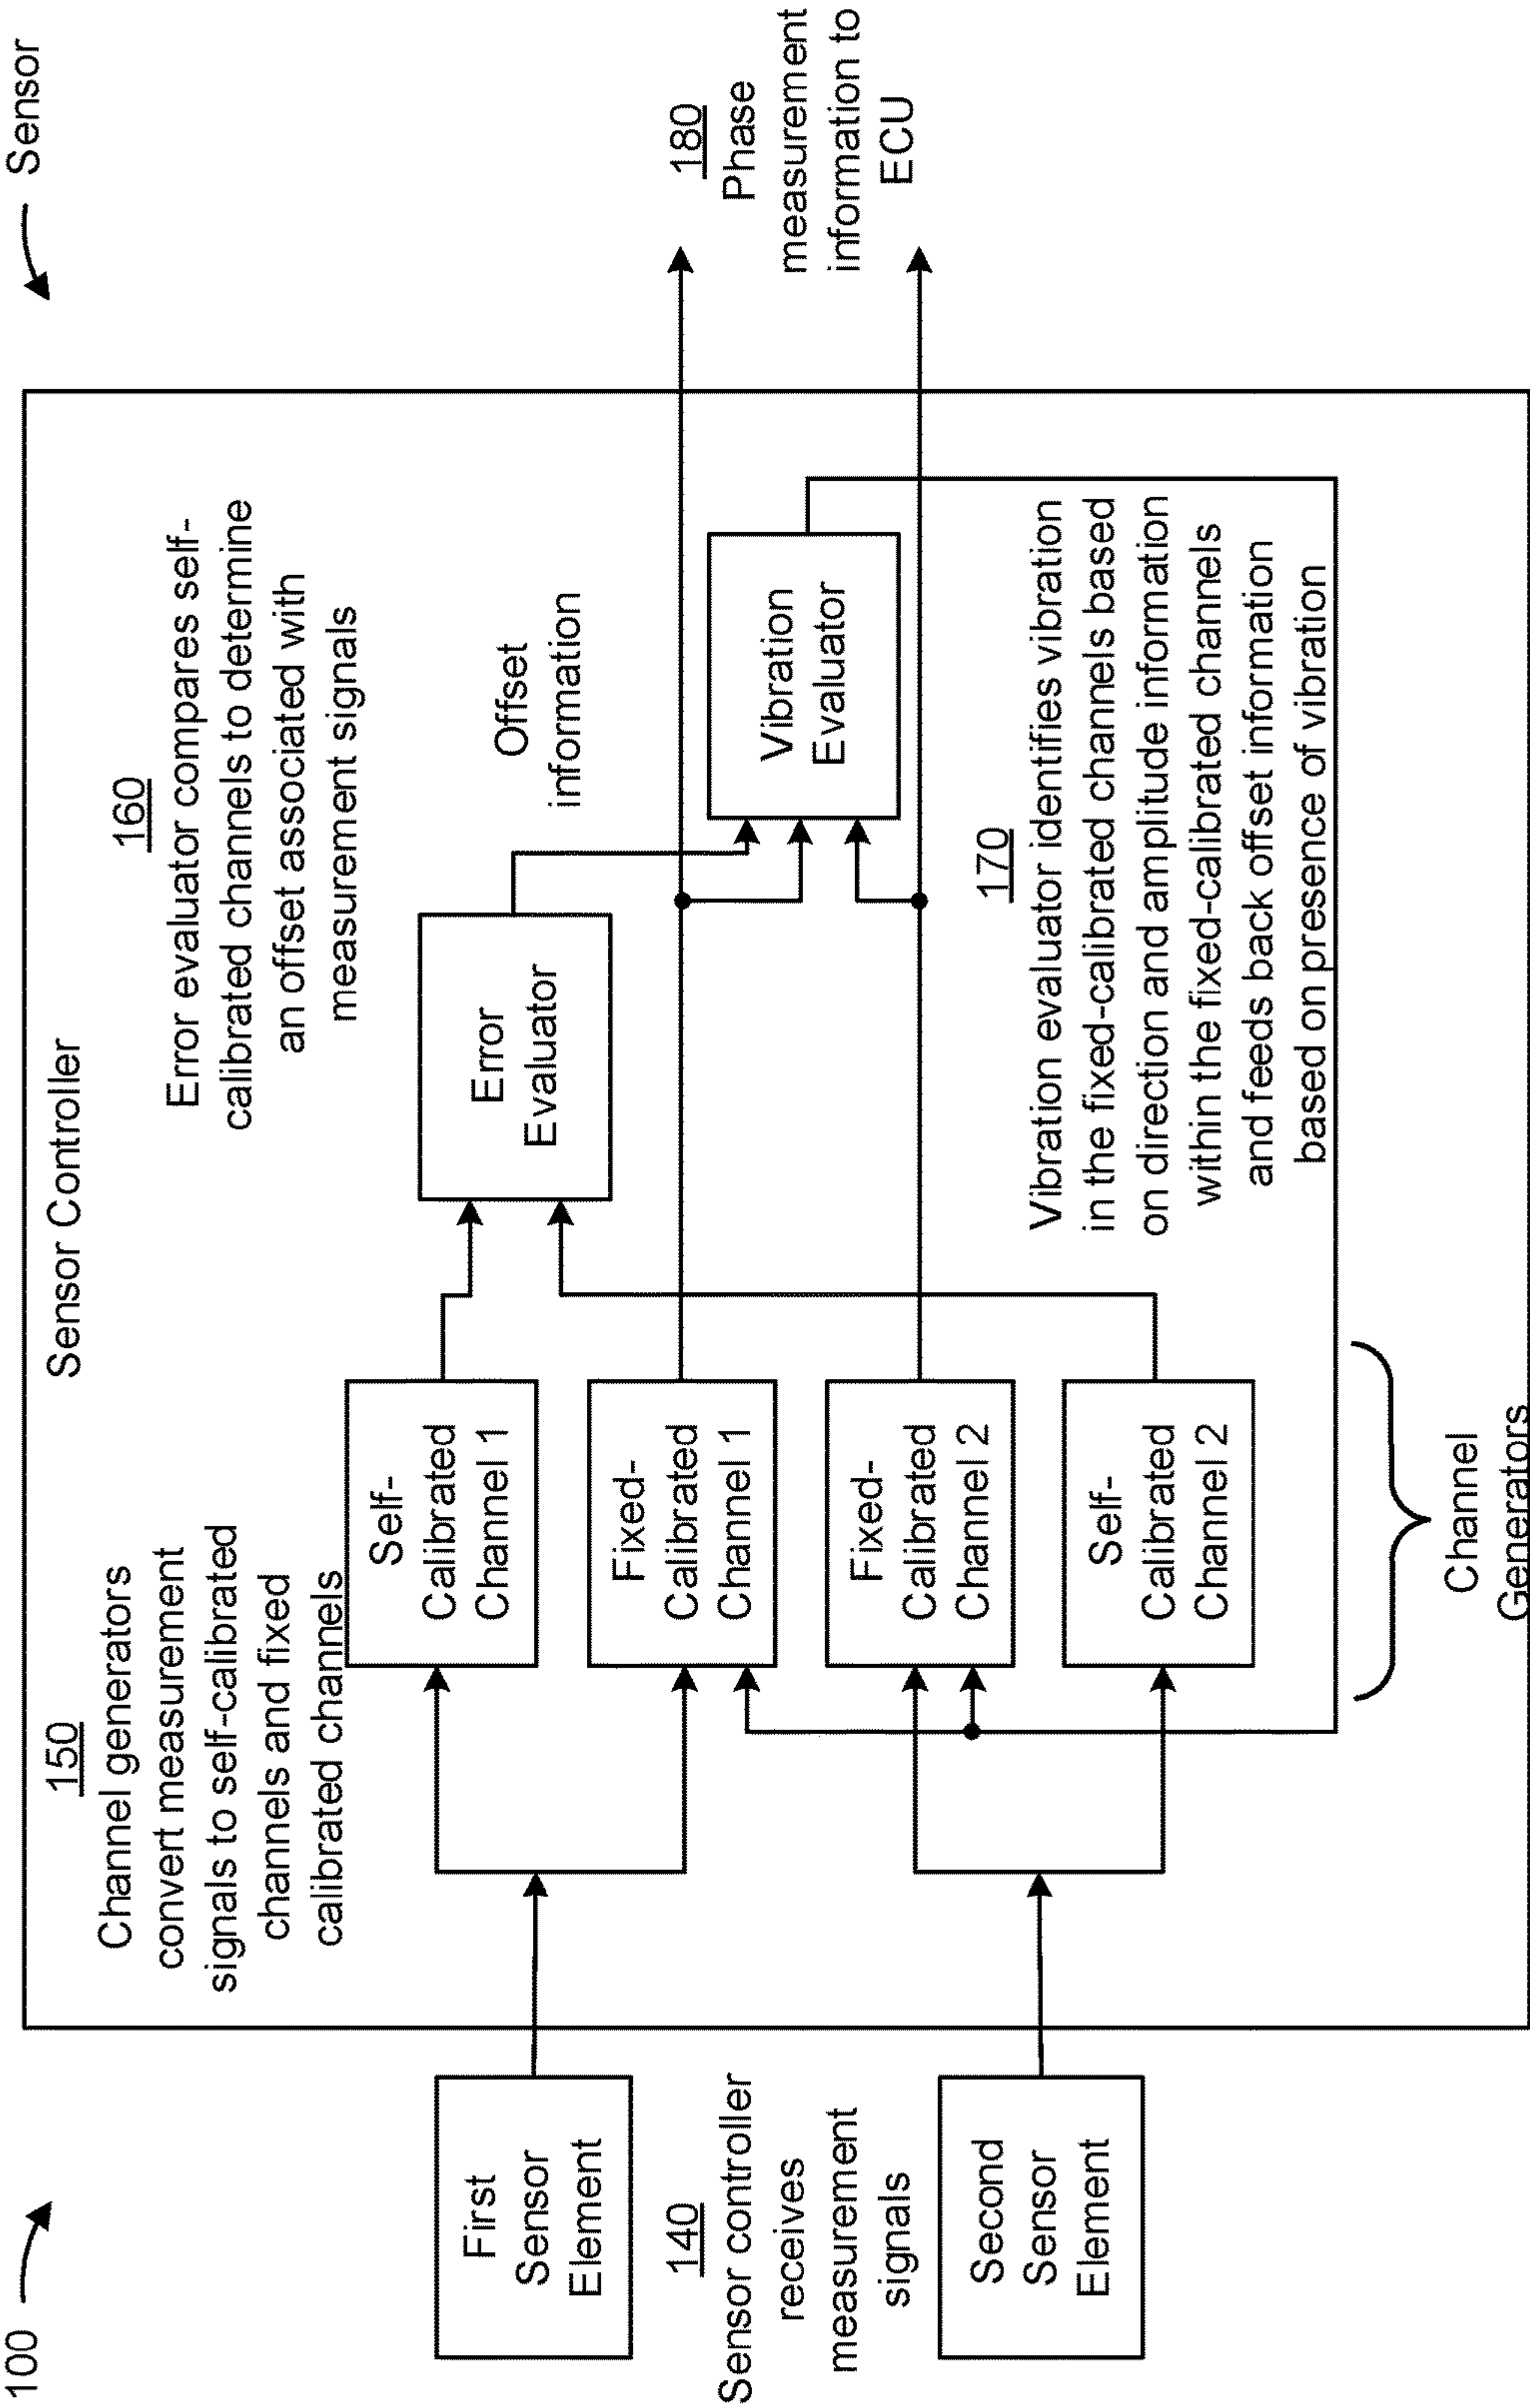 100
Sensor
Sensor Controller
150
Channel generators
convert measurement
signals to self-calibrated
channels and fixed
calibrated channels
160
Error evaluator compares self-
calibrated channels to determine
an offset associated with
measurement signals
First
Sensor
Element
140
Sensor controller
receives
measurement
signals
Second
Sensor
Element
Self-
Calibrated
Channel 1
Fixed-
Calibrated
Channel 1
Fixed-
Calibrated
Channel 2
Self-
Calibrated
Channel 2
Channel
Generators
Error
Evaluator
Offset
information
Vibration
Evaluator
170
Vibration evaluator identifies vibration
in the fixed-calibrated channels based
on direction and amplitude information
within the fixed-calibrated channels
and feeds back offset information
based on presence of vibration
180
Phase
measurement
information to
ECU